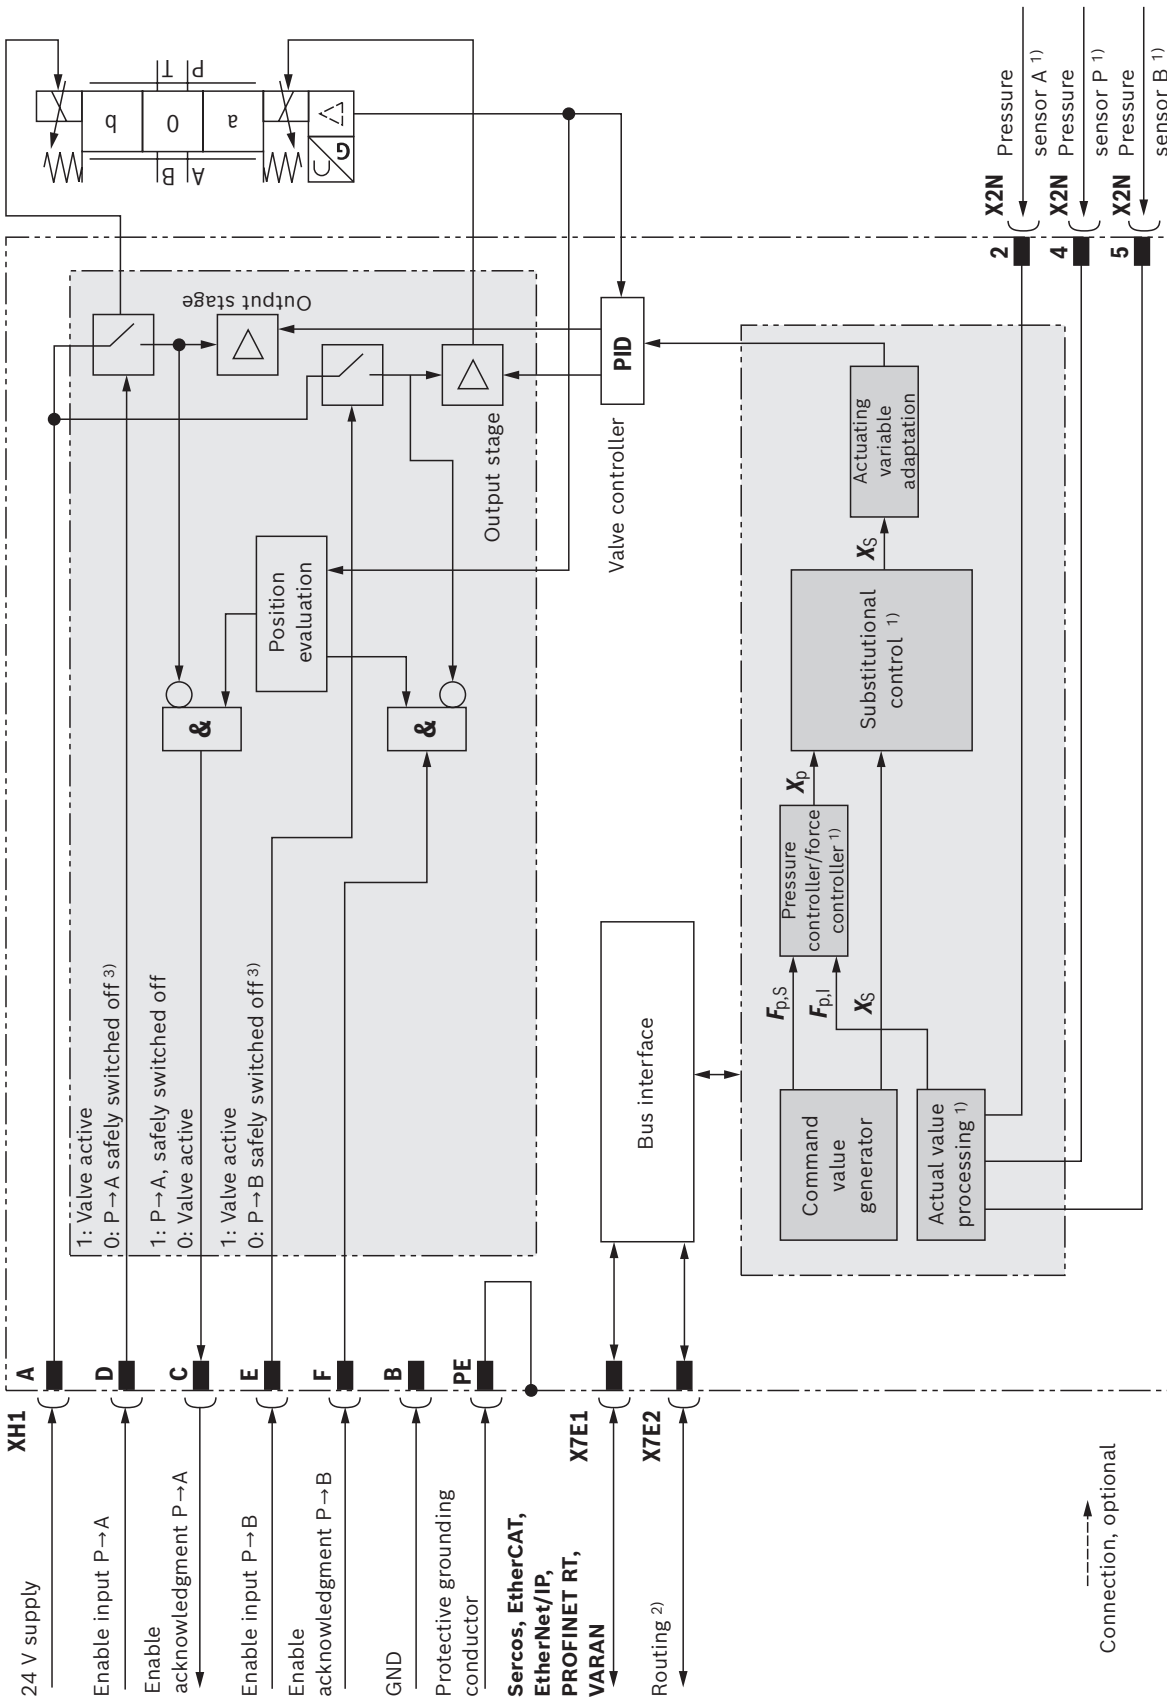 XH1
24 V supply
A
Enable input P→A
D
Enable
acknowledgment P→A
C
Enable input P→B
E
Enable
acknowledgment P→B
F
GND
B
Protective grounding
conductor
PE
Sercos, EtherCAT,
EtherNet/IP,
PROFINET RT,
VARAN
X7E1
Routing 2)
X7E2
Connection, optional
1: Valve active
0: P→A safely switched off 3)
1: P→A, safely switched off
0: Valve active
1: Valve active
0: P→B safely switched off 3)
&
&
Position
evaluation
Output stage
Output stage
PID
Valve controller
b
0
a
T
P
B
A
G
U
Bus interface
Command
value
generator
Actual value
processing 1)
Fp,S
Fp,I
XS
Pressure
controller/force
controller 1)
Xp
Substitutional
control 1)
XS
Actuating
variable
adaptation
2
X2N
Pressure
sensor A 1)
4
X2N
Pressure
sensor P 1)
5
X2N
Pressure
sensor B 1)